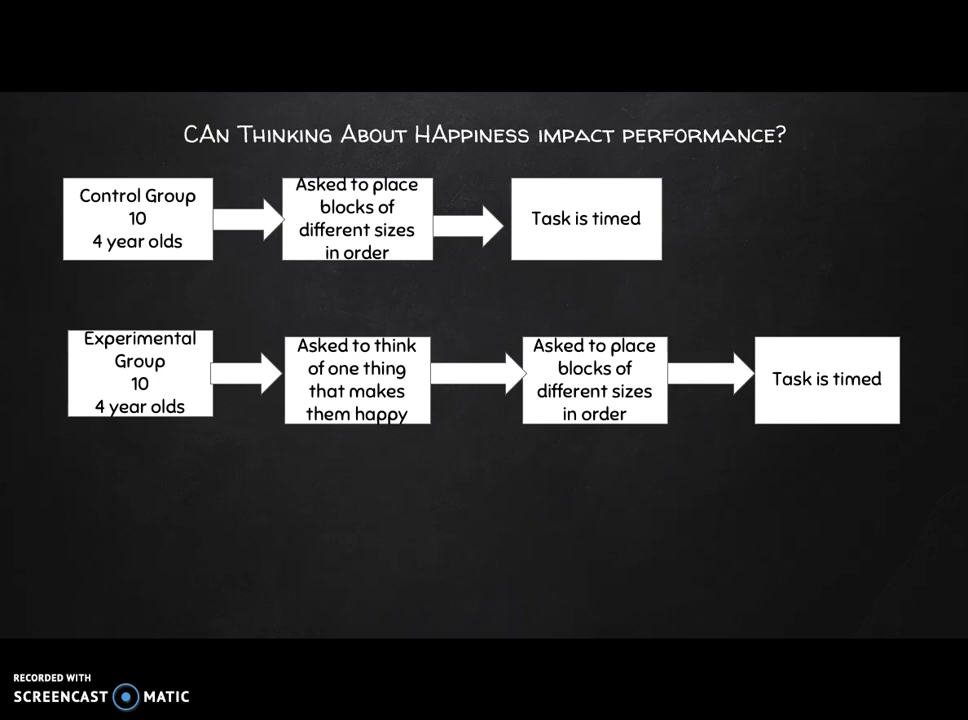 CAn Thinking About HAppiness impact performance?
Control Group
10
4 year olds
Asked to place
blocks of
different sizes
in order
Task is timed
Experimental
Group
10
4 year olds
Asked to think
of one thing
that makes
them happy
Asked to place
blocks of
different sizes
in order
Task is timed
RECORDED WITH
SCREENCAST MATIC